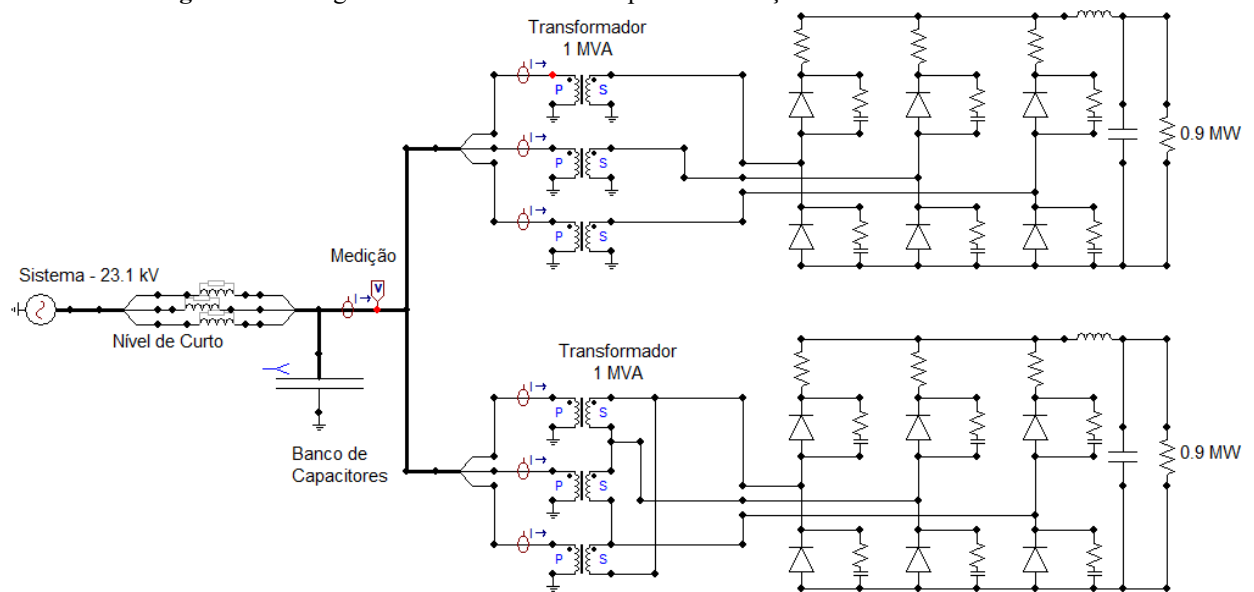 Transformador
1 MVA
I→
P
S
I→
P
S
I→
P
S
0.9 MW
Medição
Sistema - 23.1 kV
I→
V
Nível de Curto
Banco de
Capacitores
Transformador
1 MVA
I→
P
S
I→
P
S
I→
P
S
0.9 MW